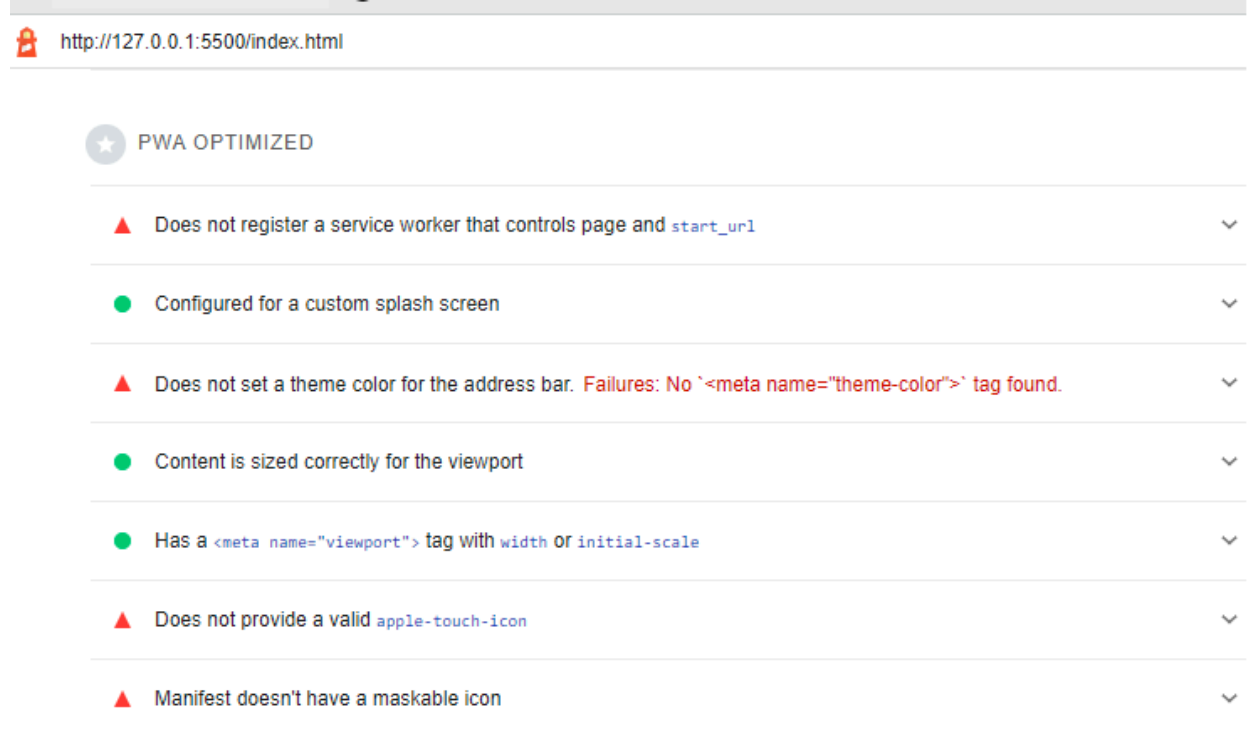 http://127.0.0.1:5500/index.html
PWA OPTIMIZED
Does not register a service worker that controls page and start_url
Configured for a custom splash screen
Does not set a theme color for the address bar. Failures: No `<meta name="theme-color">` tag found.
Content is sized correctly for the viewport
Has a <meta name="viewport"> tag with width or initial-scale
Does not provide a valid apple-touch-icon
Manifest doesn't have a maskable icon